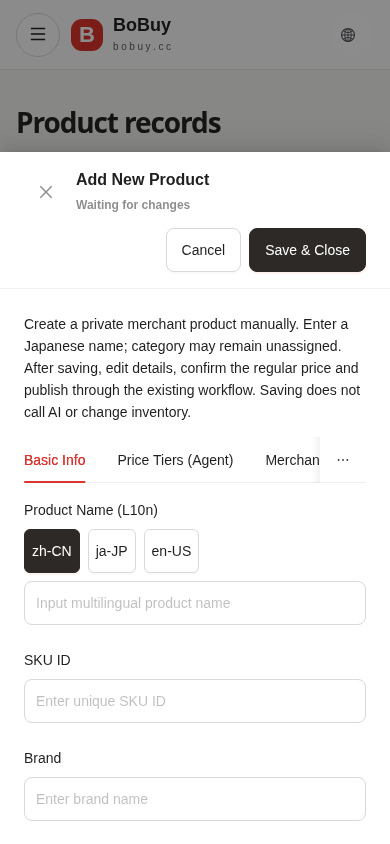 B
BoBuy
bobuy.cc
Product records
Add New Product
Waiting for changes
Cancel
Save & Close
Create a private merchant product manually. Enter a
Japanese name; category may remain unassigned.
After saving, edit details, confirm the regular price and
publish through the existing workflow. Saving does not
call AI or change inventory.
Basic Info
Price Tiers (Agent)
Merchan
...
Product Name (L10n)
zh-CN
ja-JP
en-US
Input multilingual product name
SKU ID
Enter unique SKU ID
Brand
Enter brand name